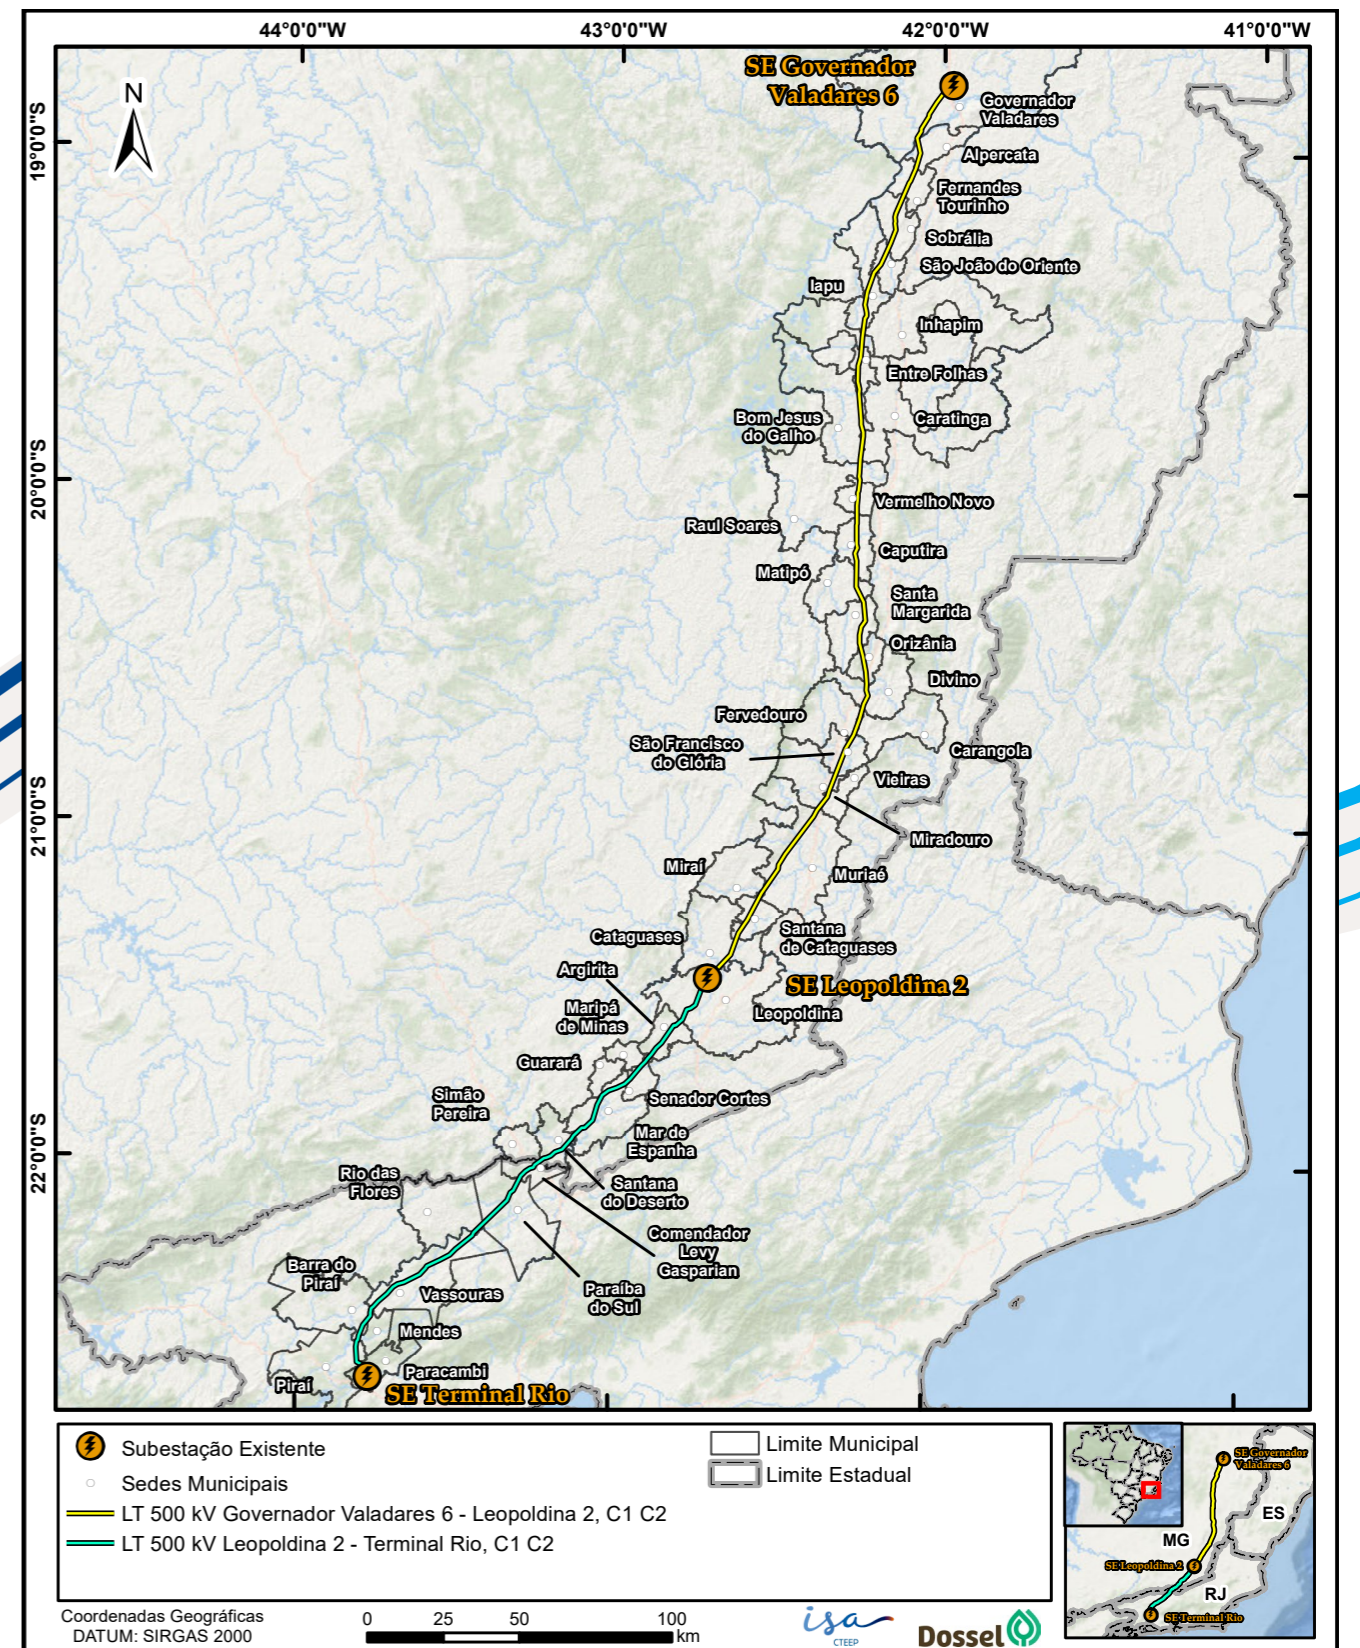 44°0'0"W
43°0'0"W
42°0'0"W
41°0'0"W
19°0'0"S
20°0'0"S
21°0'0"S
22°0'0"S
N
SE Governador
Valadares 6
Governador
Valadares
Alpercata
Fernandes
Tourinho
Sobrália
São João do Oriente
Iapu
Inhapim
Entre Folhas
Bom Jesus
do Galho
Caratinga
Vermelho Novo
Raul Soares
Caputira
Matipó
Santa
Margarida
Orizânia
Divino
Fervedouro
São Francisco
do Glória
Carangola
Vieiras
Miradouro
Miraí
Muriaé
Cataguases
Santana
de Cataguases
Argirita
SE Leopoldina 2
Maripá
de Minas
Leopoldina
Guarará
Simão
Pereira
Senador Cortes
Mar de
Espanha
Rio das
Flores
Santana
do Deserto
Comendador
Levy
Gasparian
Barra do
Piraí
Paraíba
do Sul
Vassouras
Mendes
Paracambi
Piraí
SE Terminal Rio
Subestação Existente
Sedes Municipais
LT 500 kV Governador Valadares 6 - Leopoldina 2, C1 C2
LT 500 kV Leopoldina 2 - Terminal Rio, C1 C2
Limite Municipal
Limite Estadual
SE Governador
Valadares 6
ES
MG
SE Leopoldina 2
RJ
SE Terminal Rio
Coordenadas Geográficas
DATUM: SIRGAS 2000
0 25 50 100
km
isa
CTEEP
Dossel